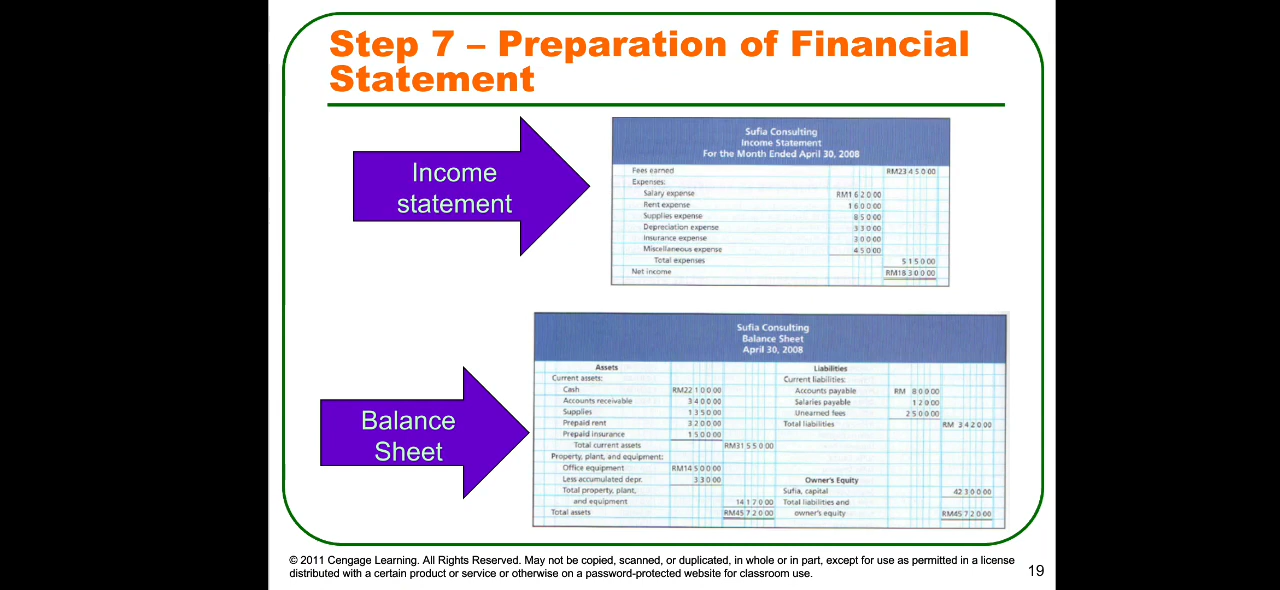 Step 7 – Preparation of Financial
Statement
Income
statement
Sufia Consulting
Income Statement
For the Month Ended April 30, 2008
Fees earned RM23 4 5 0 00
Expenses:
Salary expense RM1 6 2 0 00
Rent expense 1 6 0 0 00
Supplies expense 8 5 0 00
Depreciation expense 3 3 0 00
Insurance expense 3 0 0 00
Miscellaneous expense 4 5 0 00
Total expenses 5 1 5 0 00
Net income RM18 3 0 0 00
Balance
Sheet
Sufia Consulting
Balance Sheet
April 30, 2008
Assets Liabilities
Current assets: Current liabilities:
Cash RM22 1 0 0 00 Accounts payable RM 8 0 0 00
Accounts receivable 3 4 0 0 00 Salaries payable 1 2 0 00
Supplies 1 3 5 0 00 Unearned fees 2 5 0 0 00
Prepaid rent 3 2 0 0 00 Total liabilities RM 3 4 2 0 00
Prepaid insurance 1 5 0 0 00
Total current assets RM31 5 5 0 00
Property, plant, and equipment:
Office equipment RM14 5 0 0 00
Less accumulated depr. 3 3 0 00 Owner's Equity
Total property, plant, Sufia, capital 42 3 0 0 00
and equipment 14 1 7 0 00 Total liabilities and
Total assets RM45 7 2 0 00 owner's equity RM45 7 2 0 00
© 2011 Cengage Learning. All Rights Reserved. May not be copied, scanned, or duplicated, in whole or in part, except for use as permitted in a license
distributed with a certain product or service or otherwise on a password-protected website for classroom use.
19